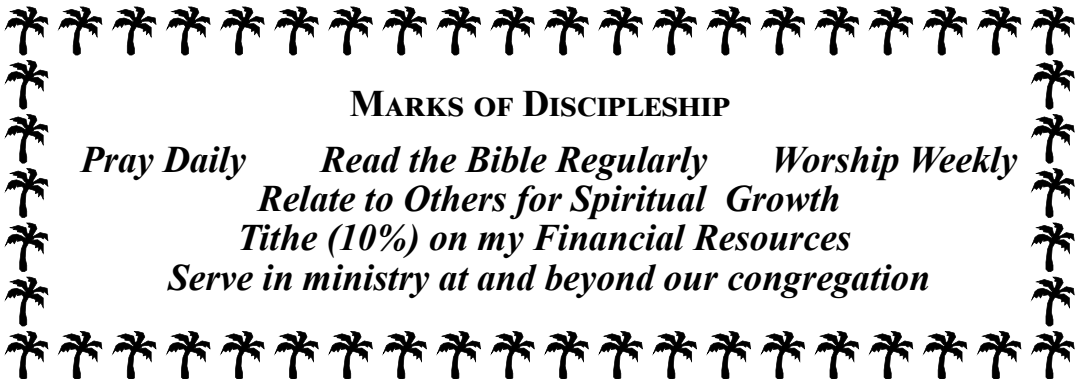 MARKS OF DISCIPLESHIP
Pray Daily Read the Bible Regularly Worship Weekly
Relate to Others for Spiritual Growth
Tithe (10%) on my Financial Resources
Serve in ministry at and beyond our congregation